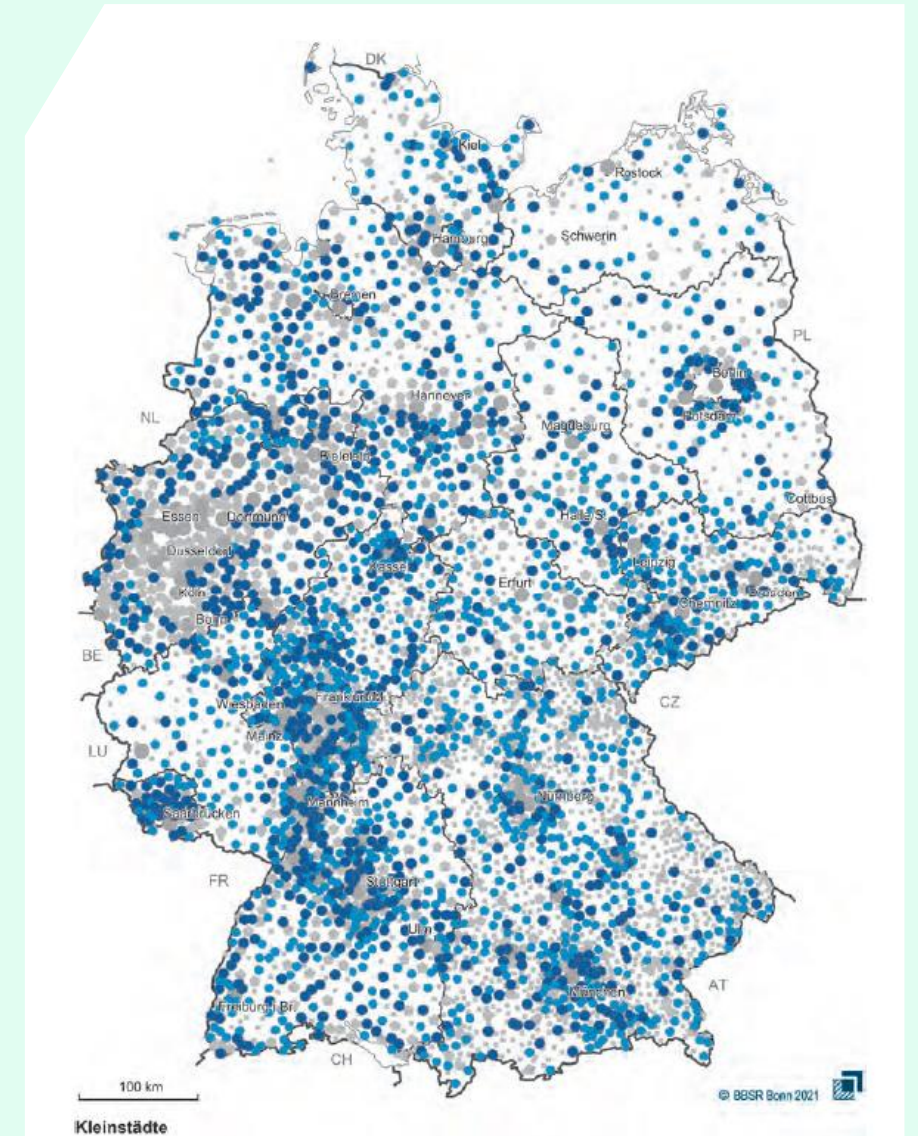 DK
Kiel
Rostock
Hamburg
Schwerin
Bremen
PL
Berlin
Hannover
Potsdam
NL
Magdeburg
Bielefeld
Cottbus
Essen
Dortmund
Halle/S.
Düsseldorf
Leipzig
Kassel
Erfurt
Köln
Dresden
Chemnitz
Bonn
BE
Frankfurt/M.
Wiesbaden
CZ
Mainz
LU
Nürnberg
Mannheim
Saarbrücken
FR
Stuttgart
Ulm
AT
München
Freiburg i.Br.
CH
100 km
© BBSR Bonn 2021
Kleinstädte